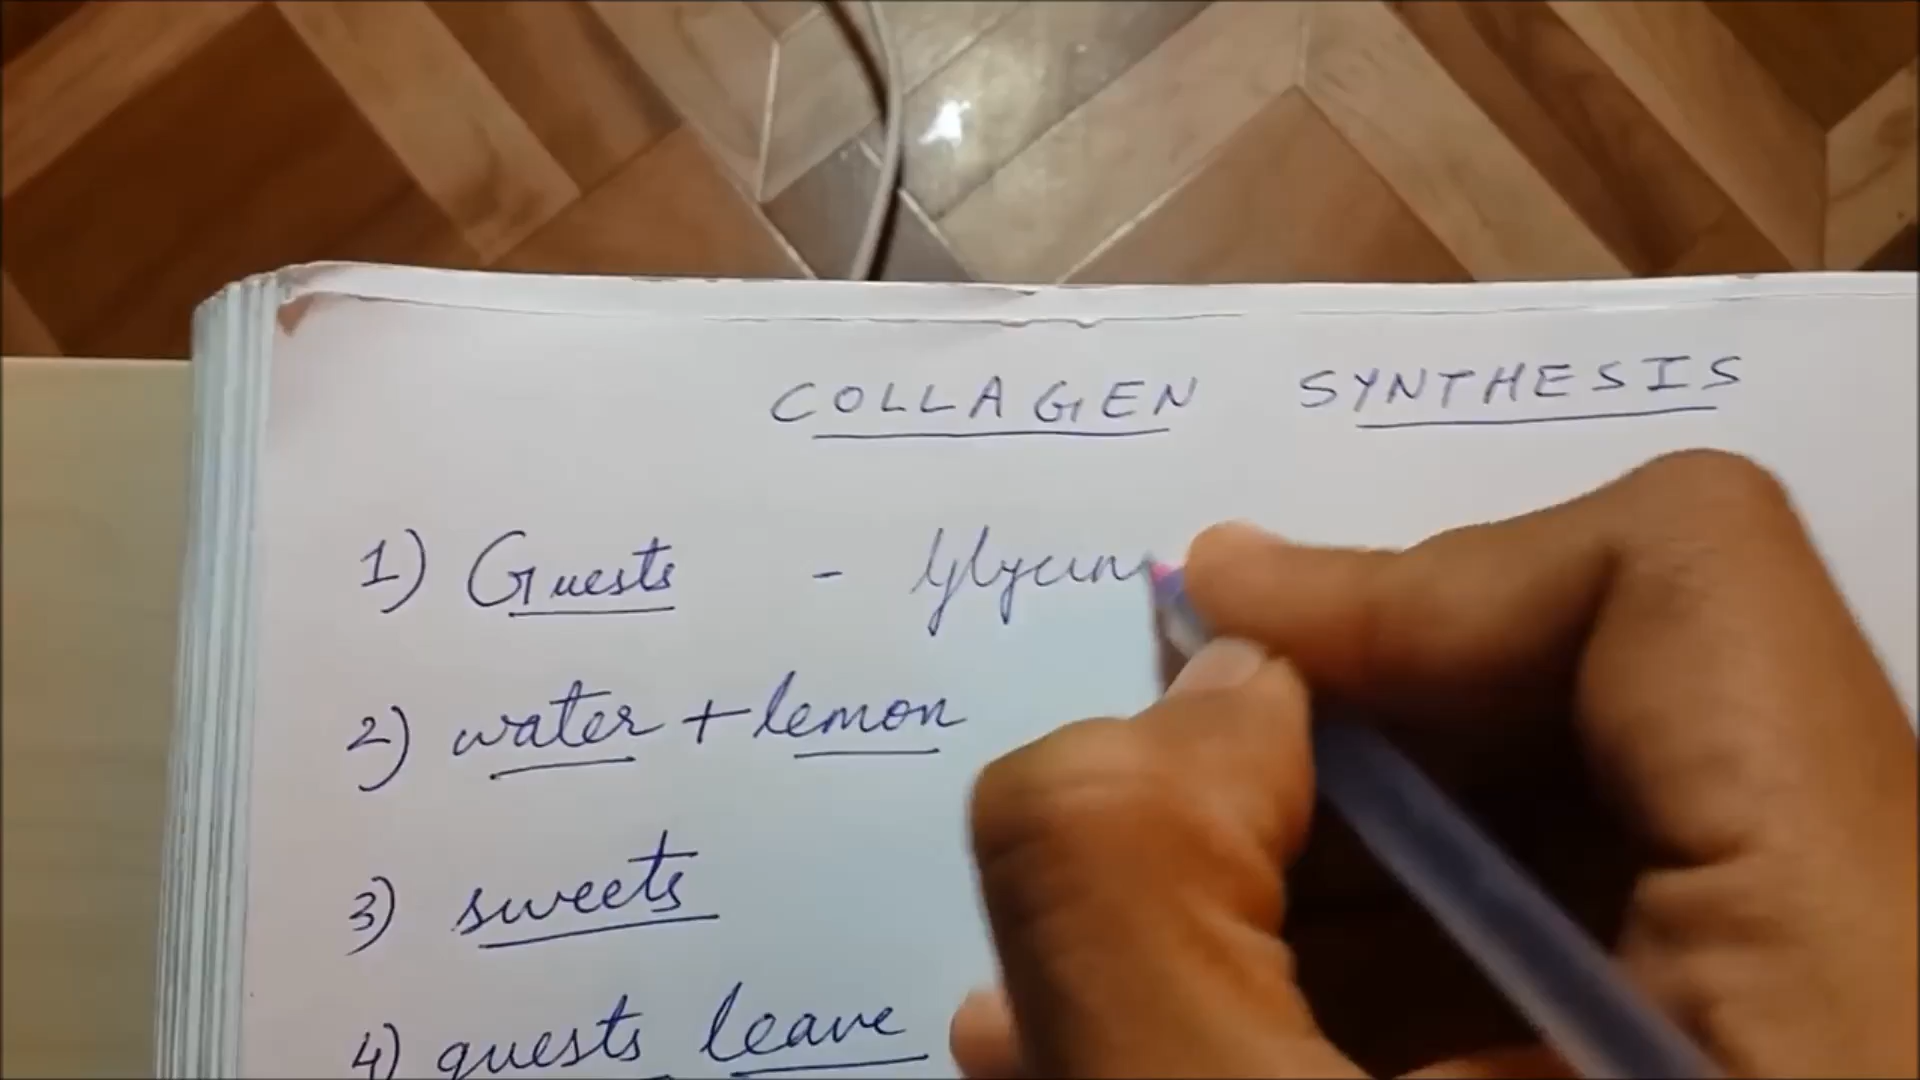 COLLAGEN SYNTHESIS
1) Guests - Glycin
2) water + lemon
3) sweets
4) guests leave